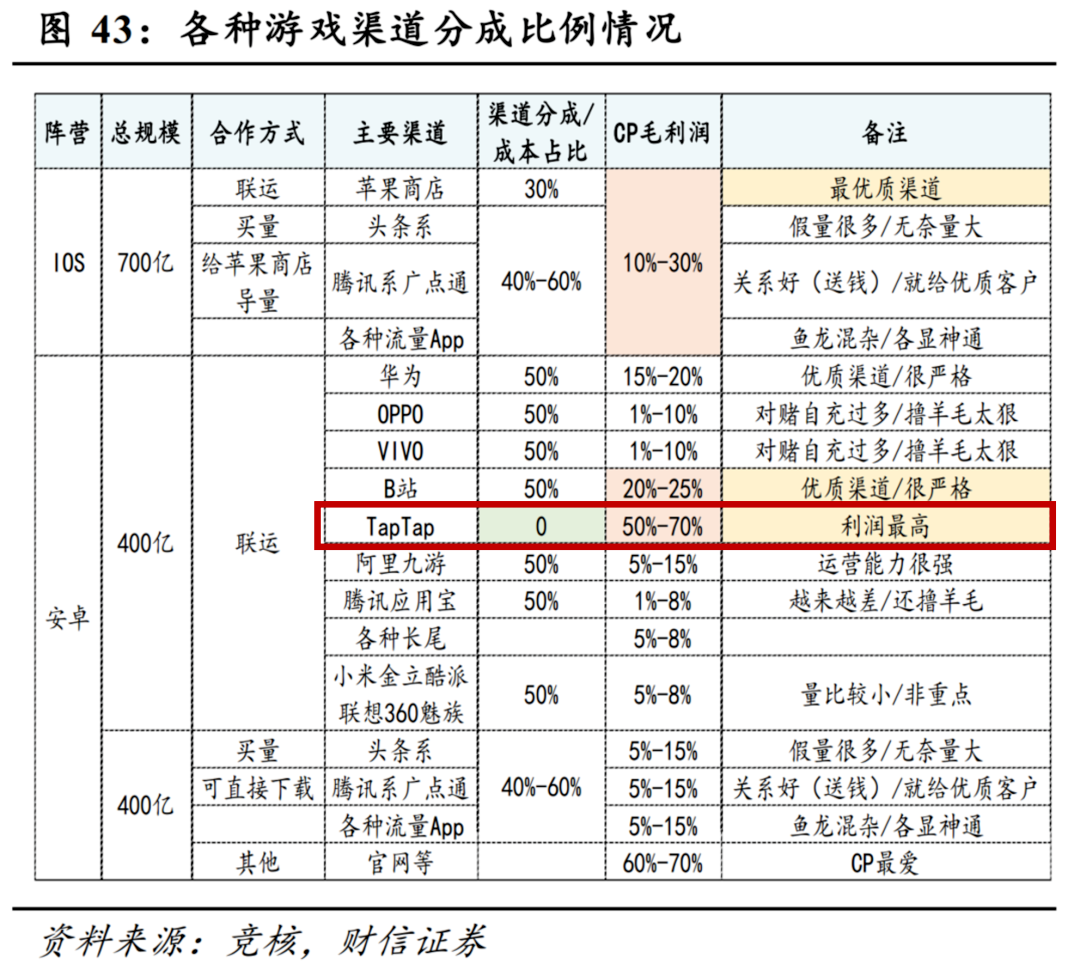 图 43：各种游戏渠道分成比例情况
阵营 总规模 合作方式 主要渠道 渠道分成/成本占比 CP毛利润 备注
IOS 700亿 联运 苹果商店 30% 10%-30% 最优质渠道
买量 头条系 40%-60% 假量很多/无奈量大
给苹果商店导量 腾讯系广点通 关系好（送钱）/就给优质客户
各种流量App 鱼龙混杂/各显神通
安卓 400亿 联运 华为 50% 15%-20% 优质渠道/很严格
OPPO 50% 1%-10% 对赌自充过多/撸羊毛太狠
VIVO 50% 1%-10% 对赌自充过多/撸羊毛太狠
B站 50% 20%-25% 优质渠道/很严格
TapTap 0 50%-70% 利润最高
阿里九游 50% 5%-15% 运营能力很强
腾讯应用宝 50% 1%-8% 越来越差/还撸羊毛
各种长尾 5%-8%
小米金立酷派联想360魅族 50% 5%-8% 量比较小/非重点
400亿 买量 头条系 40%-60% 5%-15% 假量很多/无奈量大
可直接下载 腾讯系广点通 5%-15% 关系好（送钱）/就给优质客户
各种流量App 5%-15% 鱼龙混杂/各显神通
其他 官网等 60%-70% CP最爱
资料来源：竞核，财信证券